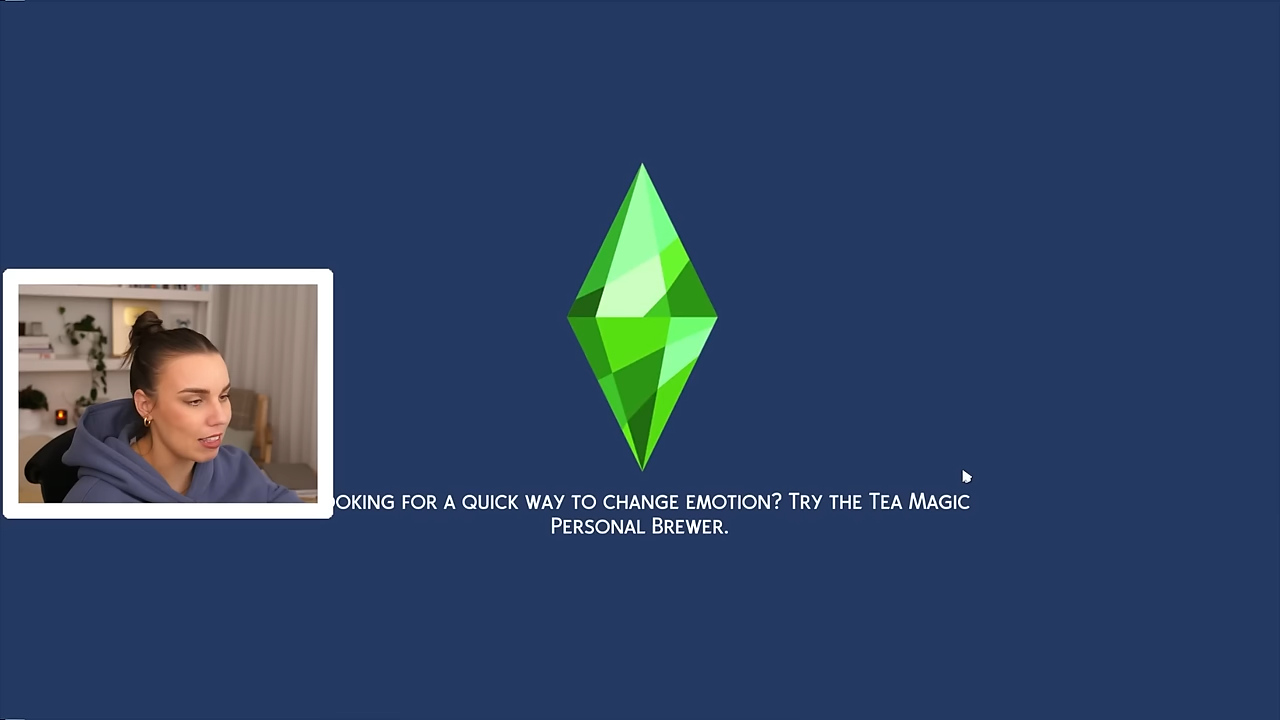 OOKING FOR A QUICK WAY TO CHANGE EMOTION? TRY THE TEA MAGIC
PERSONAL BREWER.